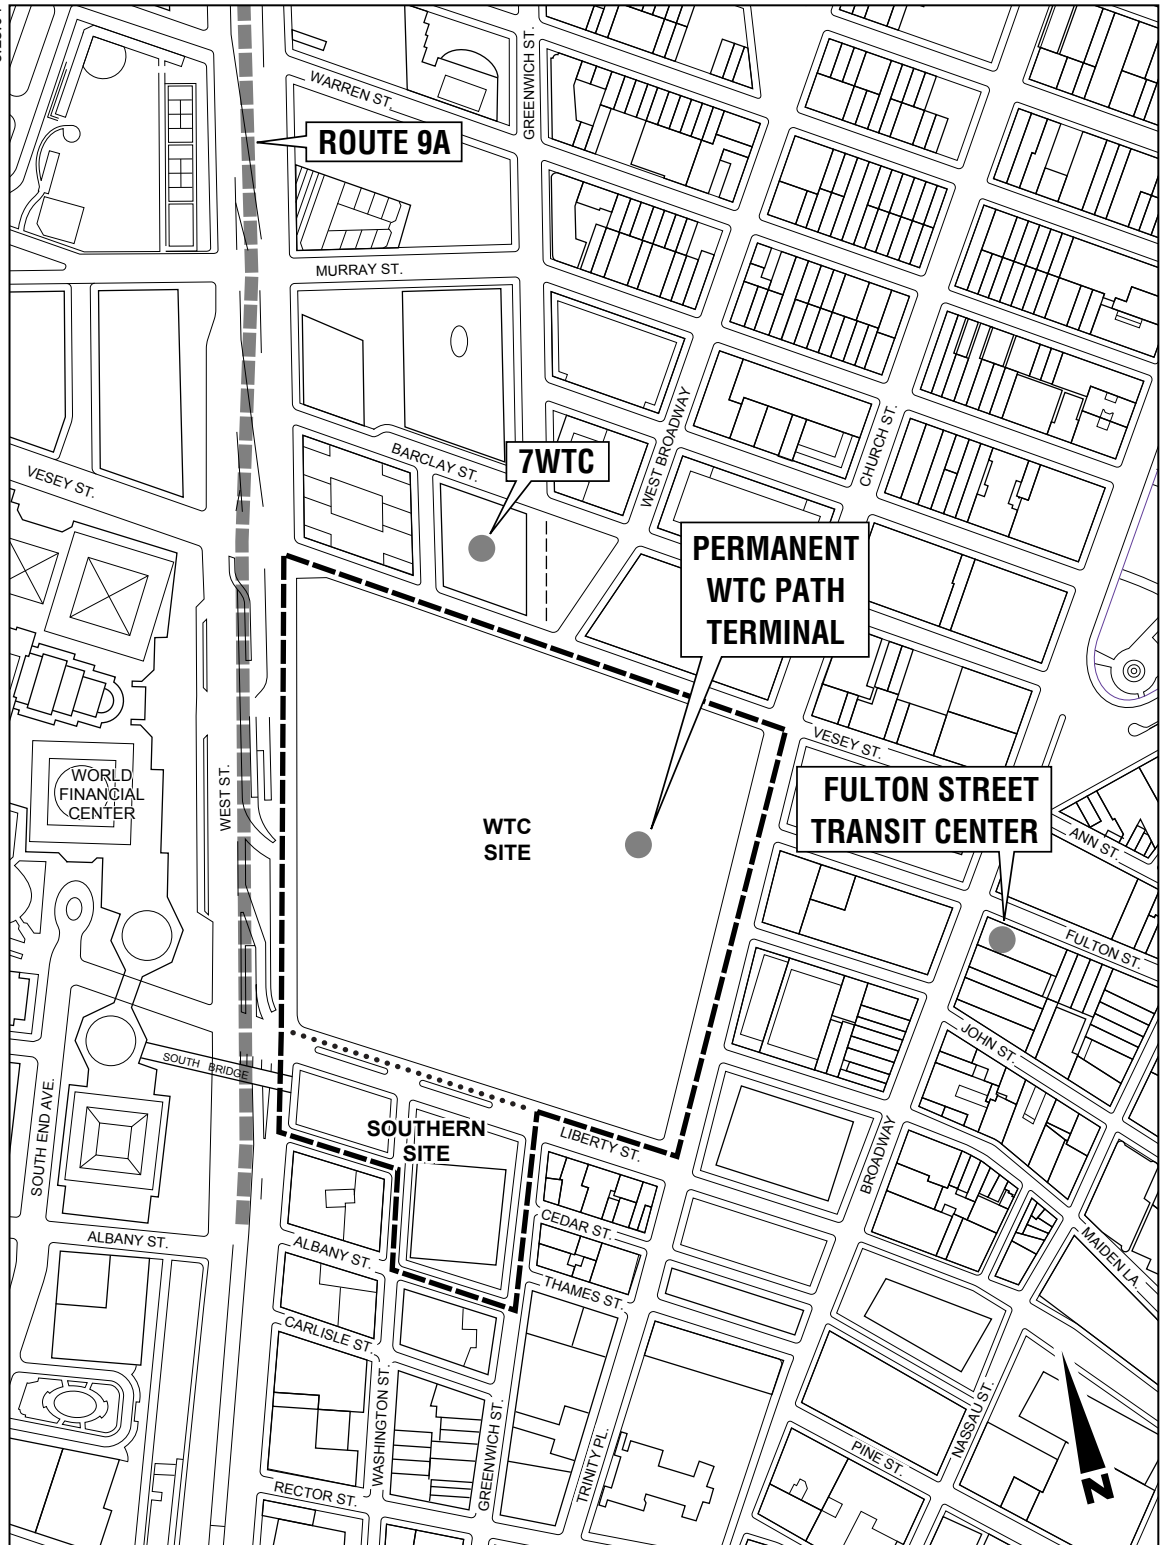 WARREN ST.
GREENWICH ST.
ROUTE 9A
MURRAY ST.
WEST BROADWAY
CHURCH ST.
BARCLAY ST.
7WTC
VESEY ST.
PERMANENT
WTC PATH
TERMINAL
VESEY ST.
WORLD
FINANCIAL
CENTER
WEST ST.
FULTON STREET
TRANSIT CENTER
WTC
SITE
ANN ST.
FULTON ST.
JOHN ST.
SOUTH BRIDGE
SOUTH END AVE.
SOUTHERN
SITE
LIBERTY ST.
BROADWAY
CEDAR ST.
MAIDEN LA.
ALBANY ST.
ALBANY ST.
THAMES ST.
CARLISLE ST.
WASHINGTON ST.
GREENWICH ST.
TRINITY PL.
NASSAU ST.
PINE ST.
RECTOR ST.
N